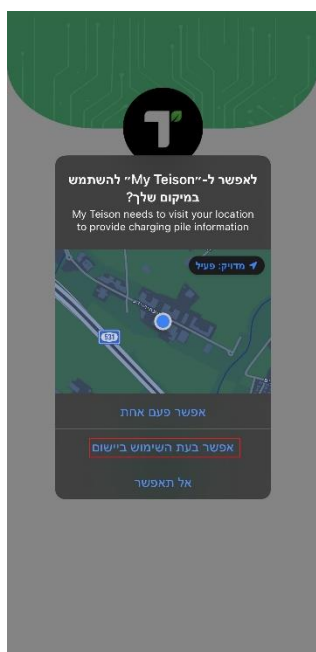 לאפשר ל-״My Teison״ להשתמש
במיקום שלך?
My Teison needs to visit your location
to provide charging pile information
מדויק: פעיל
531
אפשר פעם אחת
אפשר בעת השימוש ביישום
אל תאפשר